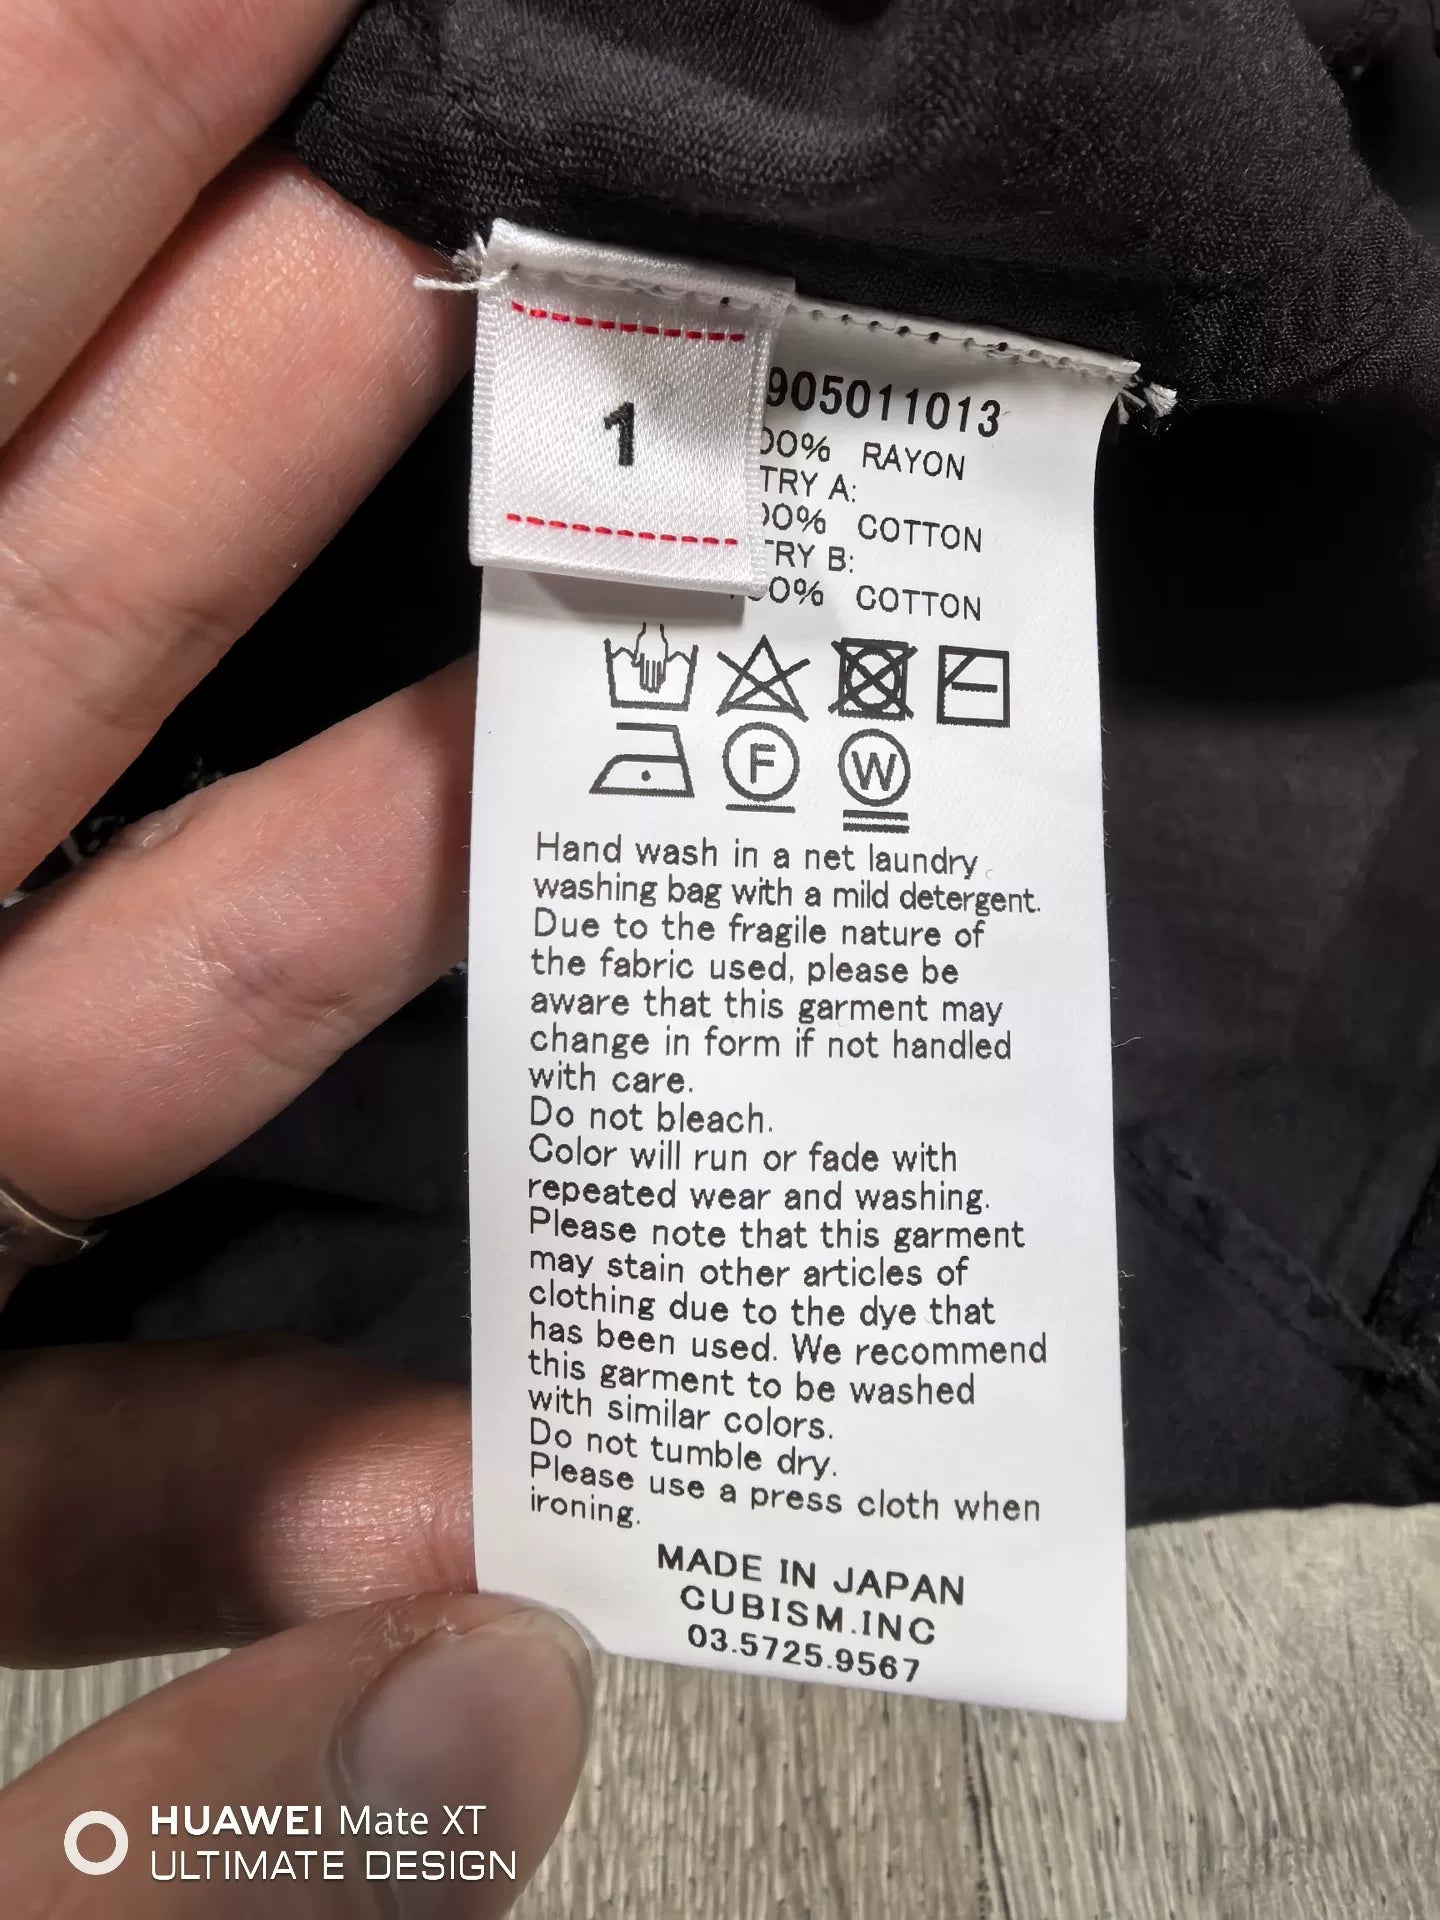 1
905011013
00% RAYON
TRY A:
00% COTTON
TRY B:
00% COTTON
F
W
Hand wash in a net laundry
washing bag with a mild detergent.
Due to the fragile nature of
the fabric used, please be
aware that this garment may
change in form if not handled
with care.
Do not bleach.
Color will run or fade with
repeated wear and washing.
Please note that this garment
may stain other articles of
clothing due to the dye that
has been used. We recommend
this garment to be washed
with similar colors.
Do not tumble dry.
Please use a press cloth when
ironing.
MADE IN JAPAN
CUBISM.INC
03.5725.9567
HUAWEI Mate XT
ULTIMATE DESIGN